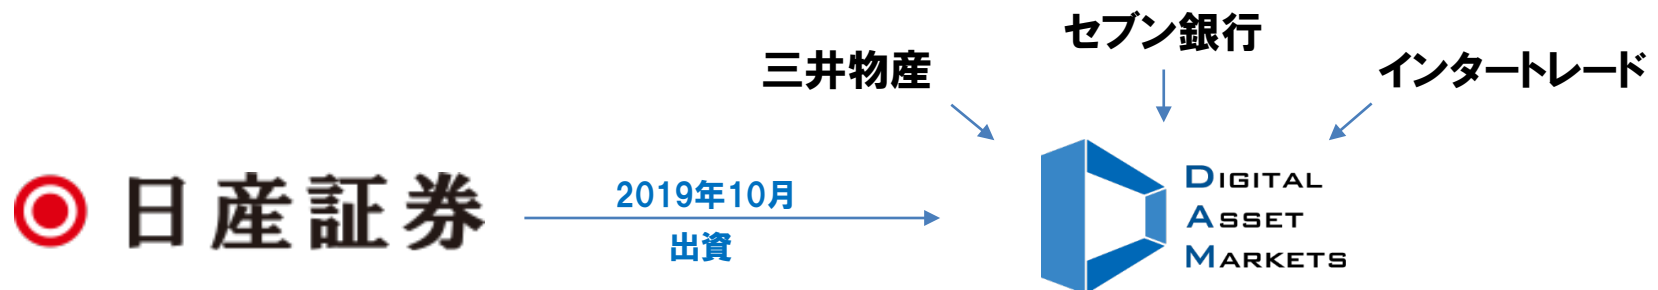 セブン銀行
三井物産
インタートレード
日産証券
2019年10月
出資
DIGITAL
ASSET
MARKETS